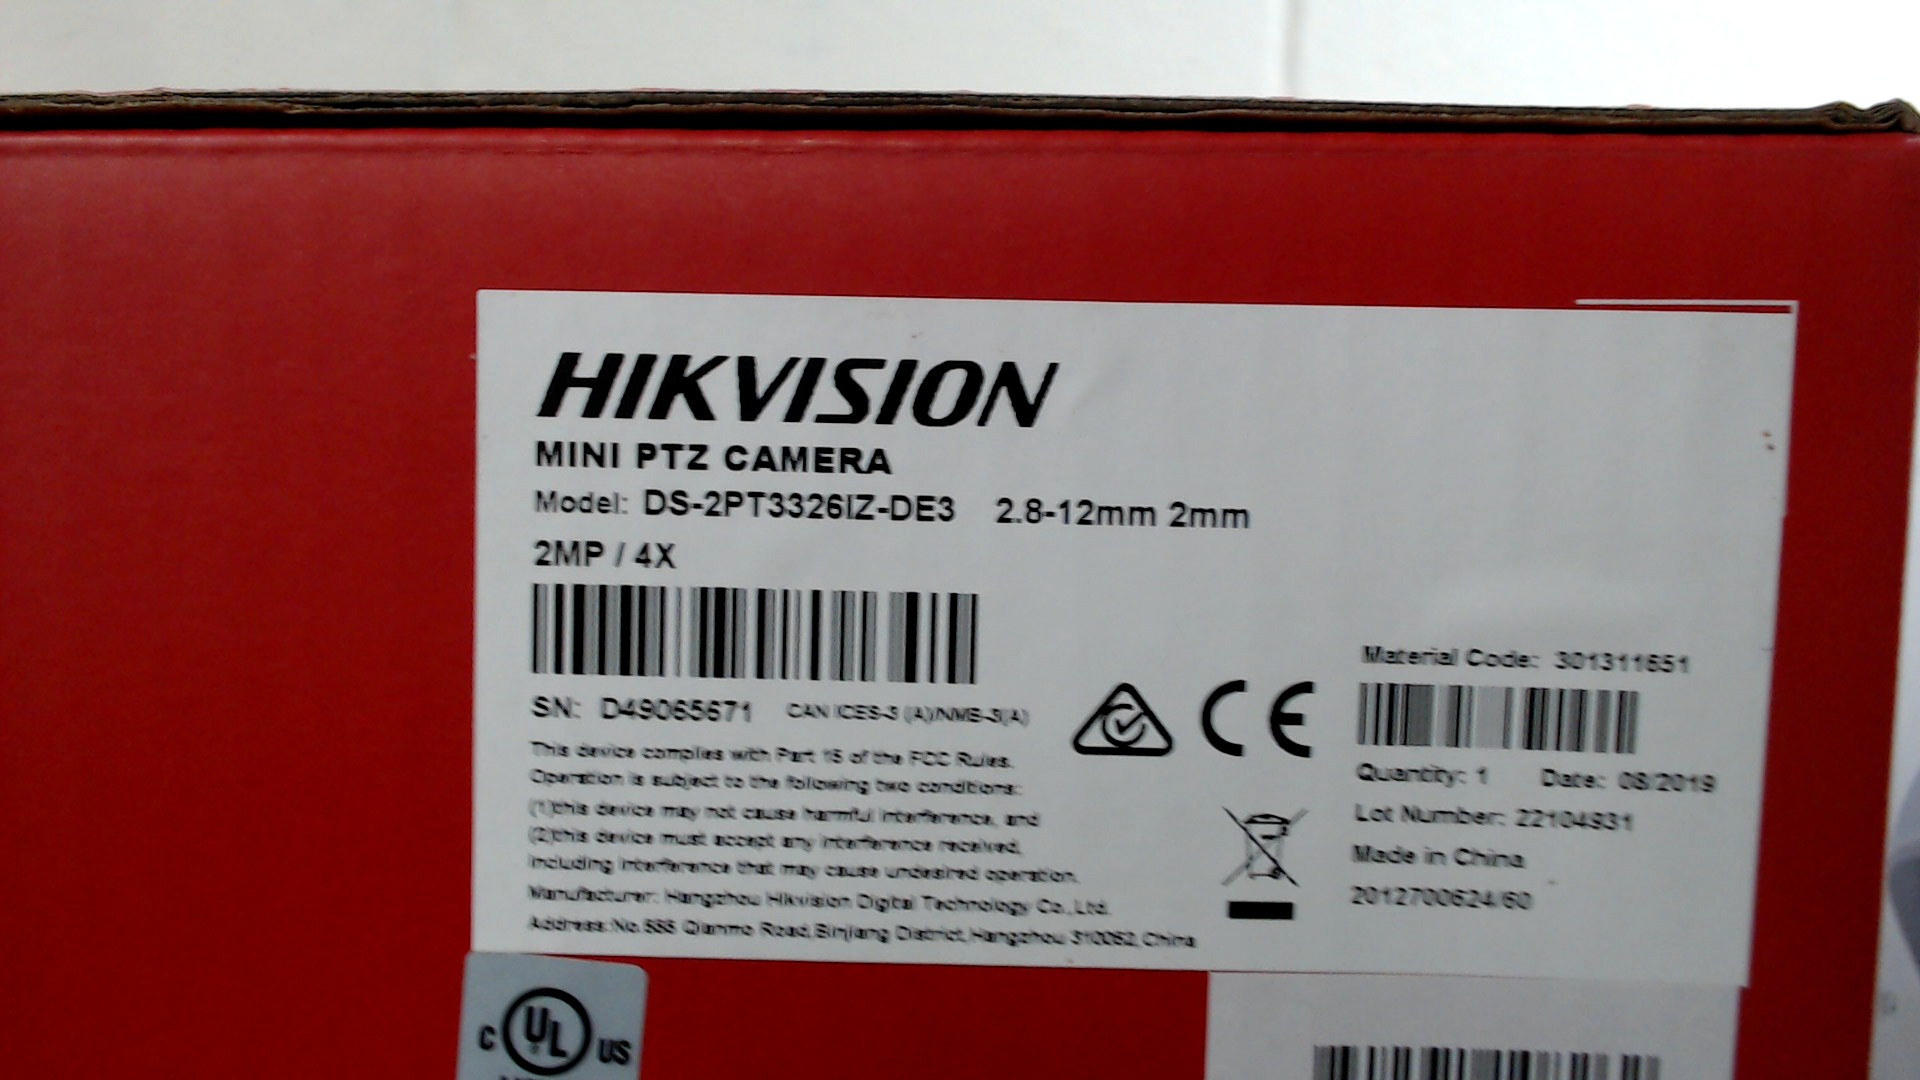 HIKVISION
MINI PTZ CAMERA
Model: DS-2PT3326IZ-DE3 2.8-12mm 2mm
2MP / 4X
SN: D49065671 CAN ICES-3 (A)/NMB-3(A)
This device complies with Part 15 of the FCC Rules.
Operation is subject to the following two conditions:
(1)this device may not cause harmful interference, and
(2)this device must accept any interference received,
including interference that may cause undesired operation.
Manufacturer: Hangzhou Hikvision Digital Technology Co.,Ltd.
Address:No.555 Qianmo Road,Binjiang District,Hangzhou 310052,China
CE
Material Code: 301311651
Quantity: 1 Date: 08/2019
Lot Number: 22104931
Made in China
2012700624/60
C UL US